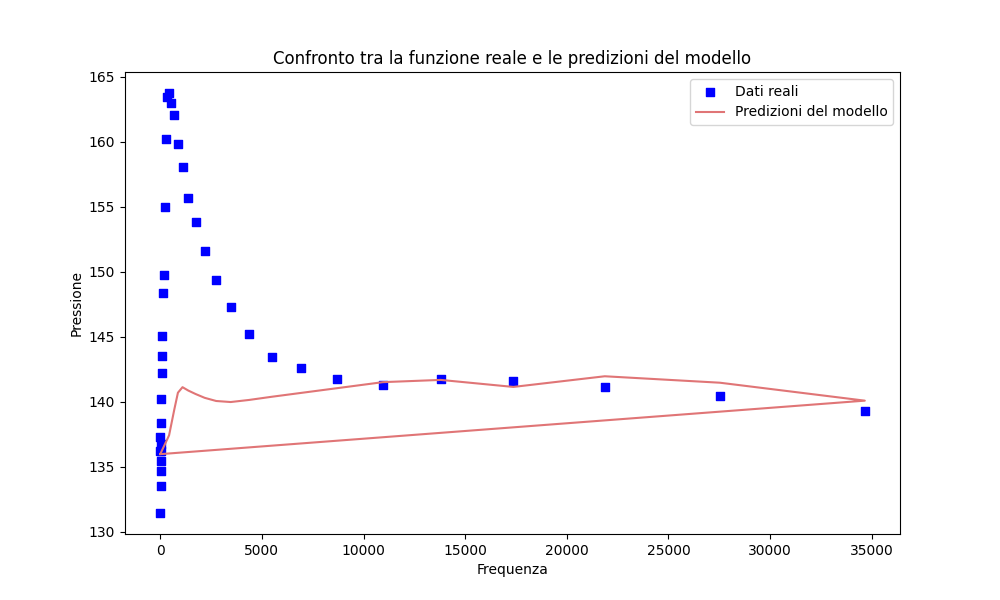 Confronto tra la funzione reale e le predizioni del modello
Dati reali
Predizioni del modello
165
160
155
150
145
140
135
130
Pressione
0 5000 10000 15000 20000 25000 30000 35000
Frequenza